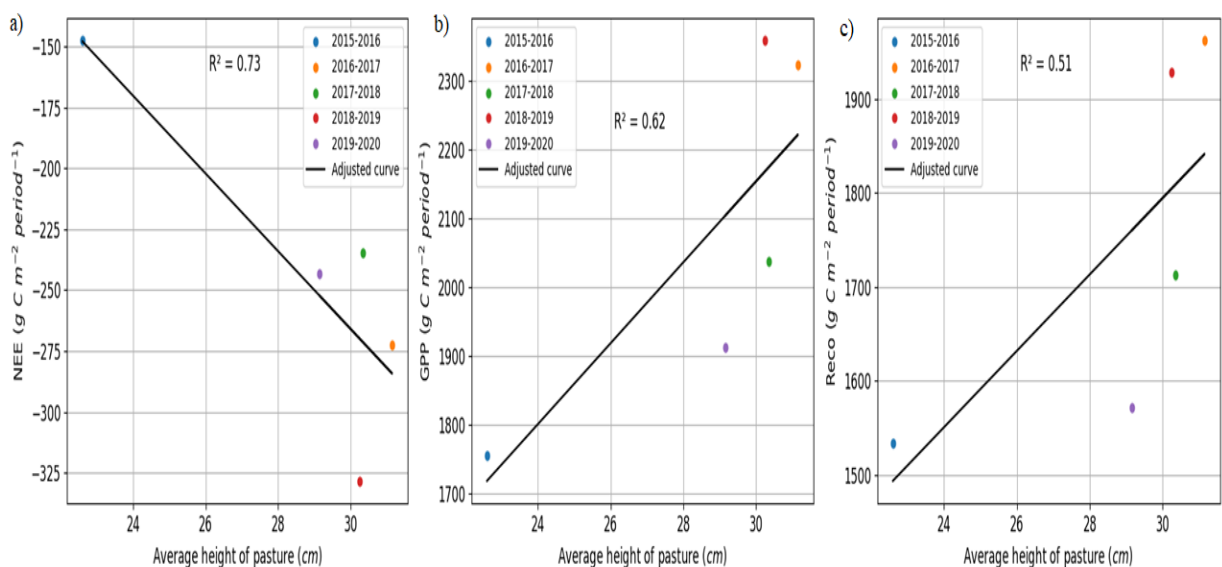 a)
−150
−175
−200
−225
−250
−275
−300
−325
NEE (g C m⁻² period⁻¹)
R² = 0.73
2015-2016
2016-2017
2017-2018
2018-2019
2019-2020
Adjusted curve
24 26 28 30
Average height of pasture (cm)
b)
2300
2200
2100
2000
1900
1800
1700
GPP (g C m⁻² period⁻¹)
2015-2016
2016-2017
2017-2018
2018-2019
2019-2020
Adjusted curve
R² = 0.62
24 26 28 30
Average height of pasture (cm)
c)
1900
1800
1700
1600
1500
Reco (g C m⁻² period⁻¹)
2015-2016
2016-2017
2017-2018
2018-2019
2019-2020
Adjusted curve
R² = 0.51
24 26 28 30
Average height of pasture (cm)